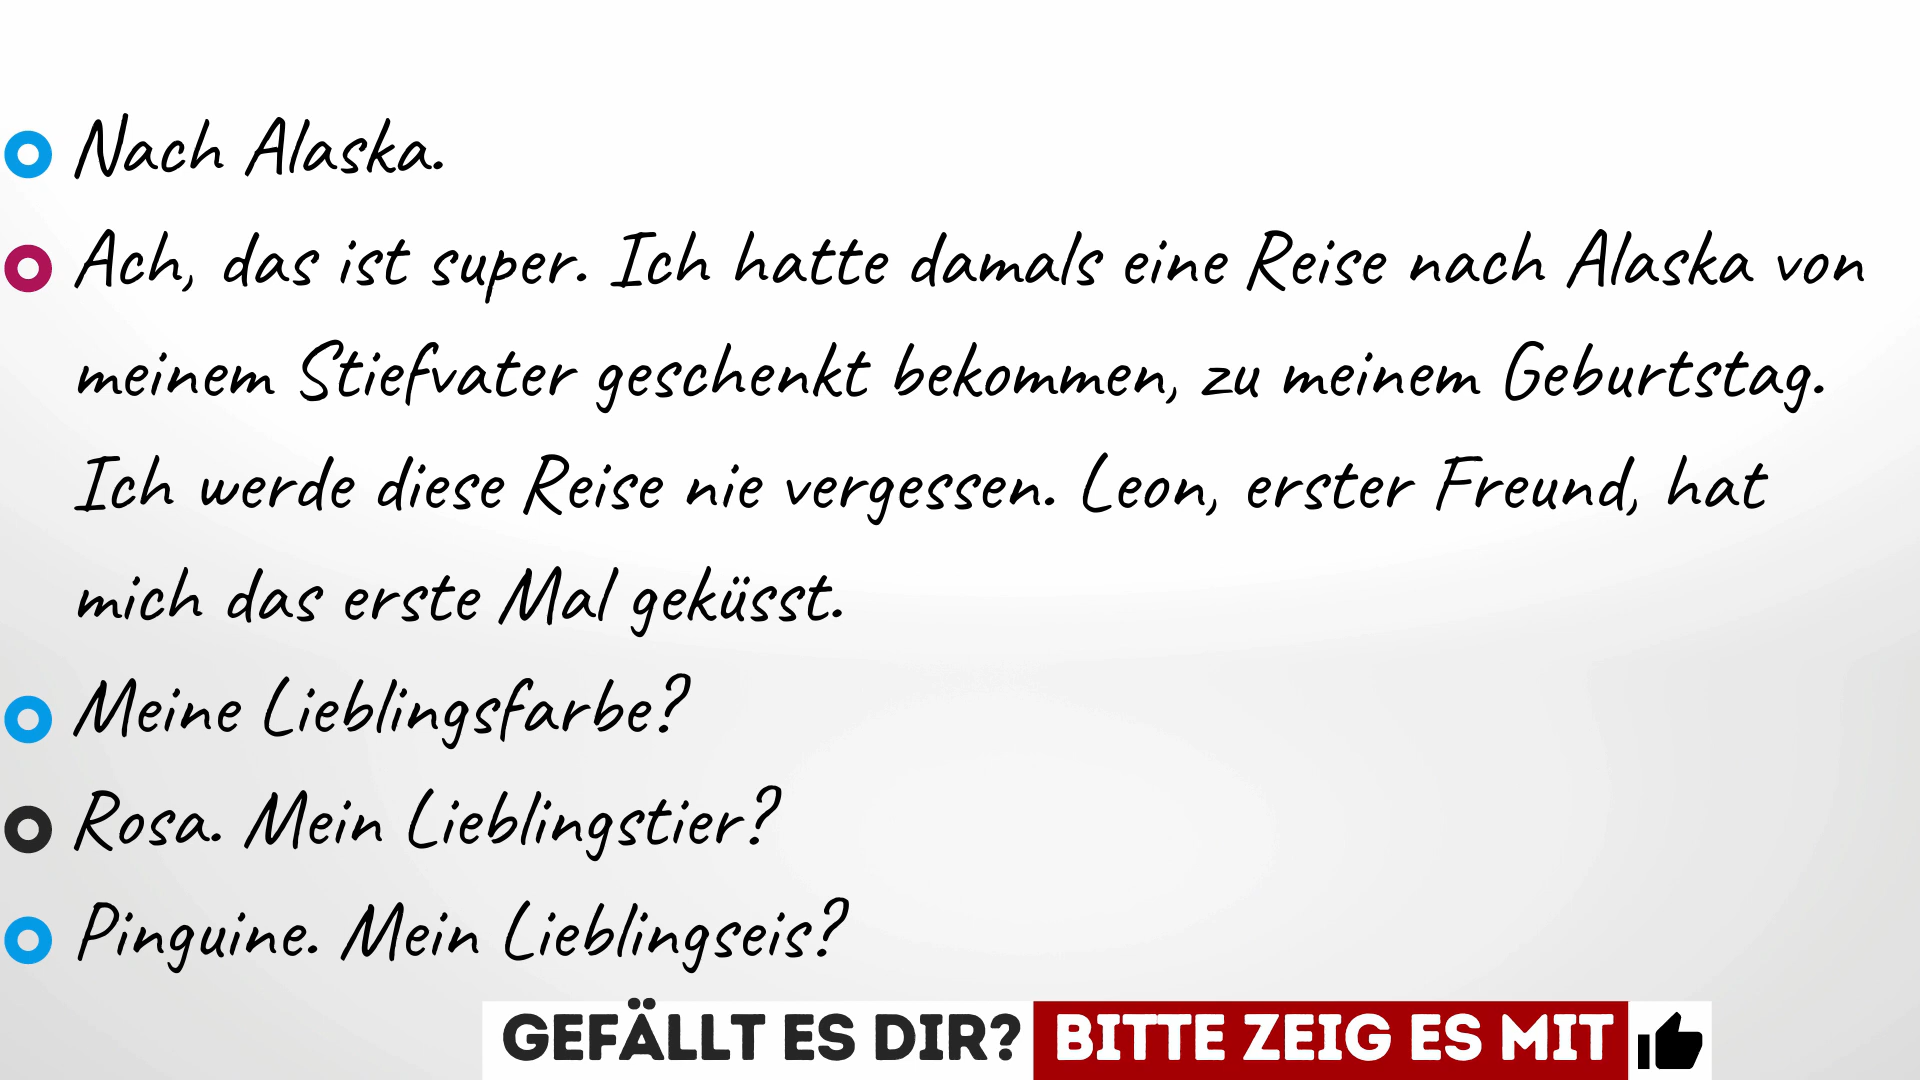 Nach Alaska.
Ach, das ist super. Ich hatte damals eine Reise nach Alaska von
meinem Stiefvater geschenkt bekommen, zu meinem Geburtstag.
Ich werde diese Reise nie vergessen. Leon, erster Freund, hat
mich das erste Mal geküsst.
Meine Lieblingsfarbe?
Rosa. Mein Lieblingstier?
Pinguine. Mein Lieblingseis?
GEFÄLLT ES DIR? BITTE ZEIG ES MIT